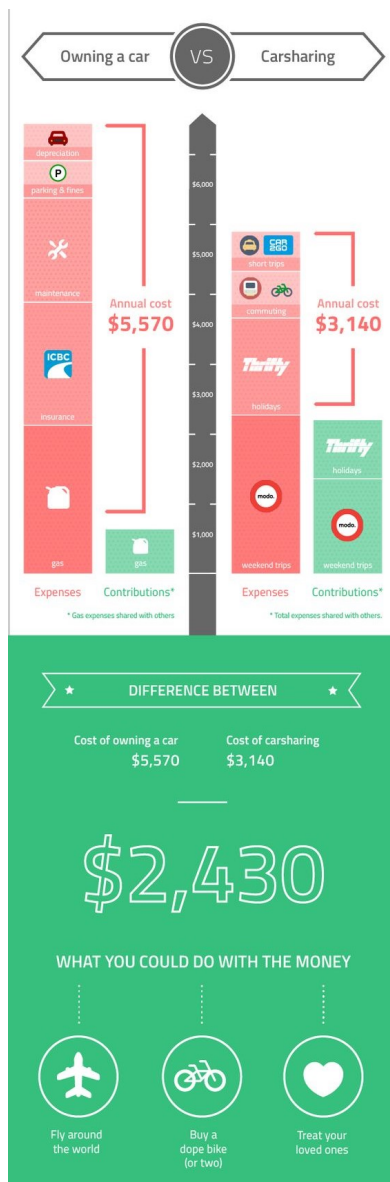 Owning a car
VS
Carsharing
depreciation
P
parking & fines
maintenance
ICBC
insurance
gas
Annual cost
$5,570
gas
Expenses
Contributions*
* Gas expenses shared with others
$6,000
$5,000
$4,000
$3,000
$2,000
$1,000
CAR2GO
short trips
commuting
Thrifty
holidays
modo.
weekend trips
Annual cost
$3,140
Thrifty
holidays
modo.
weekend trips
Expenses
Contributions*
* Total expenses shared with others.
DIFFERENCE BETWEEN
Cost of owning a car
$5,570
Cost of carsharing
$3,140
$2,430
WHAT YOU COULD DO WITH THE MONEY
Fly around
the world
Buy a
dope bike
(or two)
Treat your
loved ones